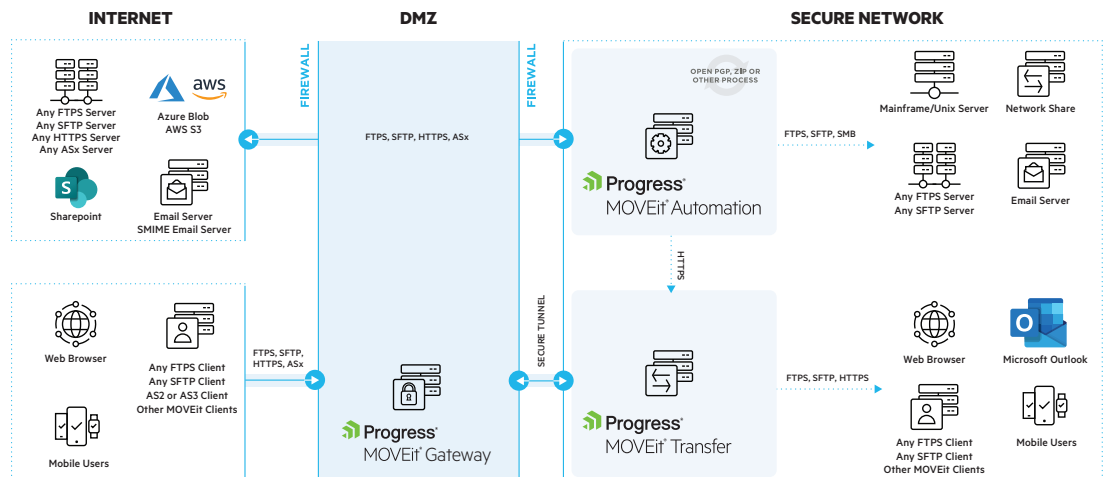 INTERNET
DMZ
SECURE NETWORK
FIREWALL
FIREWALL
Any FTPS Server
Any SFTP Server
Any HTTPS Server
Any ASx Server
aws
Azure Blob
AWS S3
S
Sharepoint
Email Server
SMIME Email Server
FTPS, SFTP, HTTPS, ASx
OPEN PGP, ZIP OR
OTHER PROCESS
Progress®
MOVEit® Automation
FTPS, SFTP, SMB
Mainframe/Unix Server
Network Share
Any FTPS Server
Any SFTP Server
Email Server
HTTPS
Web Browser
Any FTPS Client
Any SFTP Client
AS2 or AS3 Client
Other MOVEit Clients
Mobile Users
FTPS, SFTP,
HTTPS, ASx
Progress®
MOVEit® Gateway
SECURE TUNNEL
Progress®
MOVEit® Transfer
FTPS, SFTP, HTTPS
Web Browser
O
Microsoft Outlook
Any FTPS Client
Any SFTP Client
Other MOVEit Clients
Mobile Users